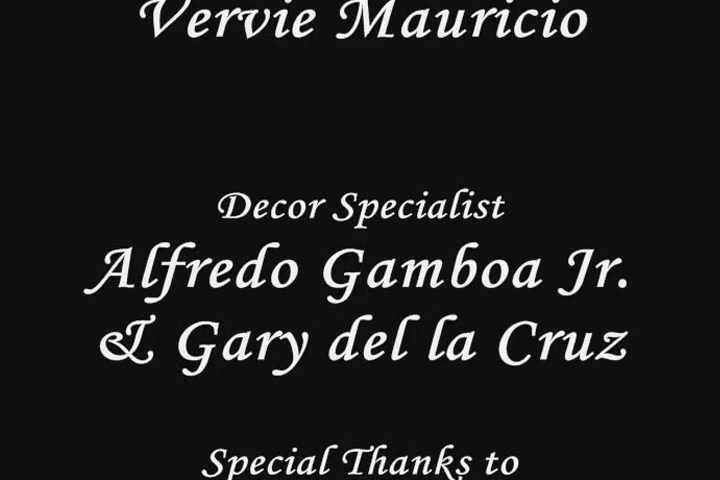 Vervie Mauricio
Decor Specialist
Alfredo Gamboa Jr.
& Gary del la Cruz
Special Thanks to